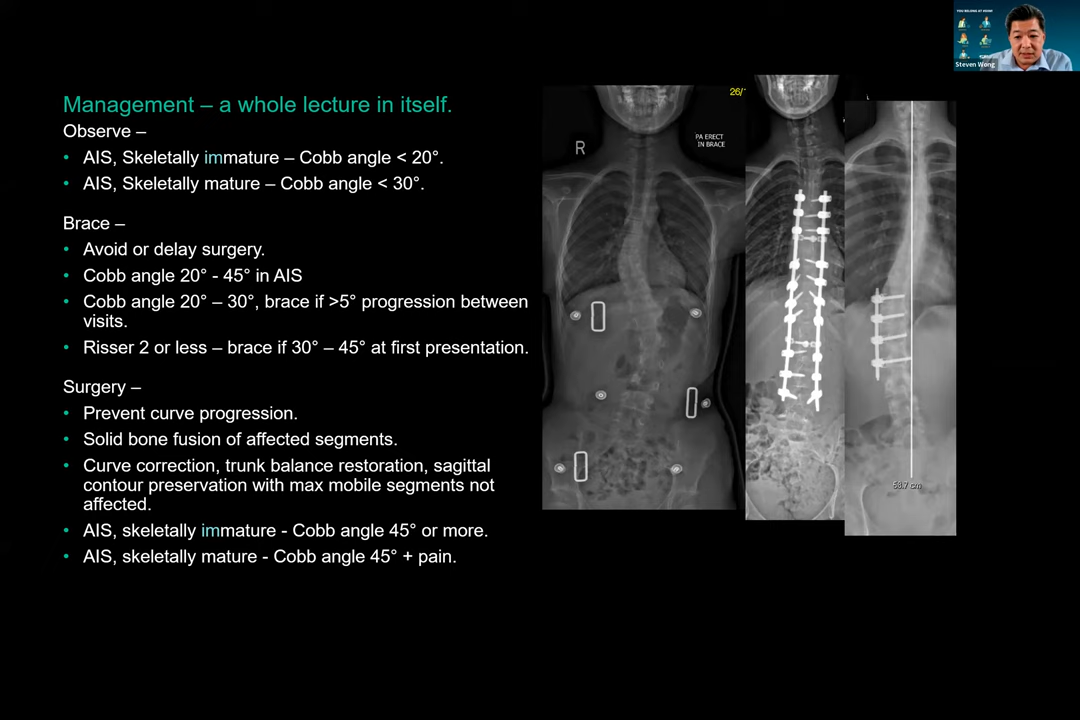 YOU BELONG AT WORK!
Steven Wong
Management – a whole lecture in itself.
Observe –
• AIS, Skeletally immature – Cobb angle < 20°.
• AIS, Skeletally mature – Cobb angle < 30°.
Brace –
• Avoid or delay surgery.
• Cobb angle 20° - 45° in AIS
• Cobb angle 20° – 30°, brace if >5° progression between
visits.
• Risser 2 or less – brace if 30° – 45° at first presentation.
Surgery –
• Prevent curve progression.
• Solid bone fusion of affected segments.
• Curve correction, trunk balance restoration, sagittal
contour preservation with max mobile segments not
affected.
• AIS, skeletally immature - Cobb angle 45° or more.
• AIS, skeletally mature - Cobb angle 45° + pain.
R
PA ERECT
IN BRACE
26/